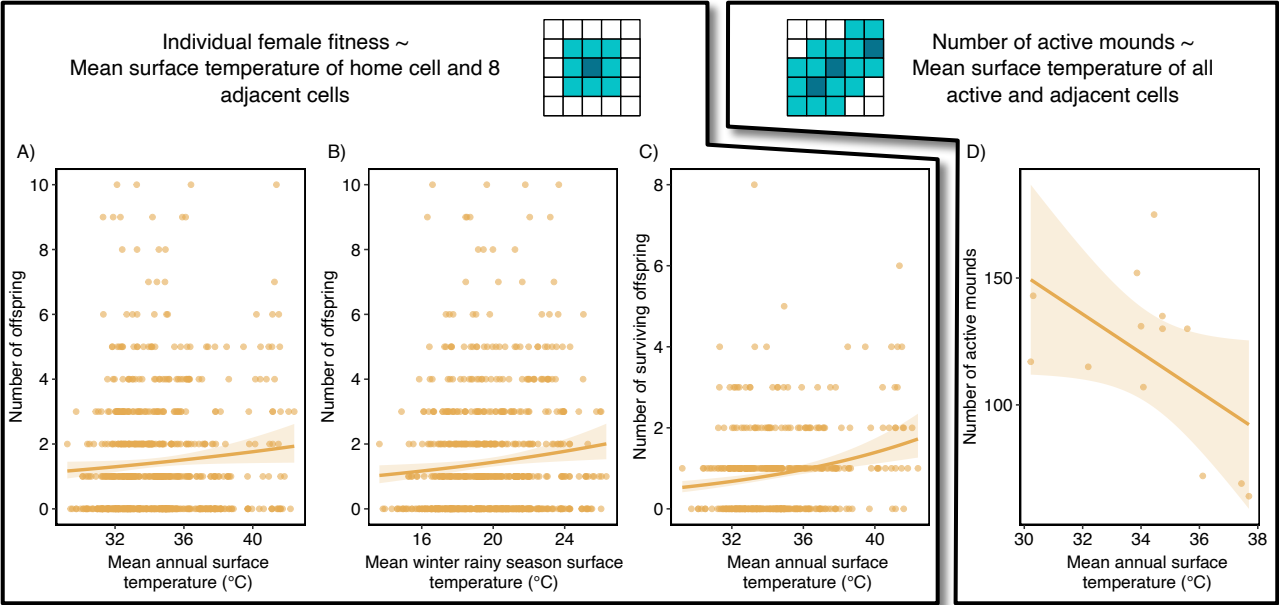 Individual female fitness ~
Mean surface temperature of home cell and 8
adjacent cells
Number of active mounds ~
Mean surface temperature of all
active and adjacent cells
A)
Number of offspring
10
8
6
4
2
0
32
36
40
Mean annual surface
temperature (°C)
B)
Number of offspring
10
8
6
4
2
0
16
20
24
Mean winter rainy season surface
temperature (°C)
C)
Number of surviving offspring
8
6
4
2
0
32
36
40
Mean annual surface
temperature (°C)
D)
Number of active mounds
150
100
30
32
34
36
38
Mean annual surface
temperature (°C)